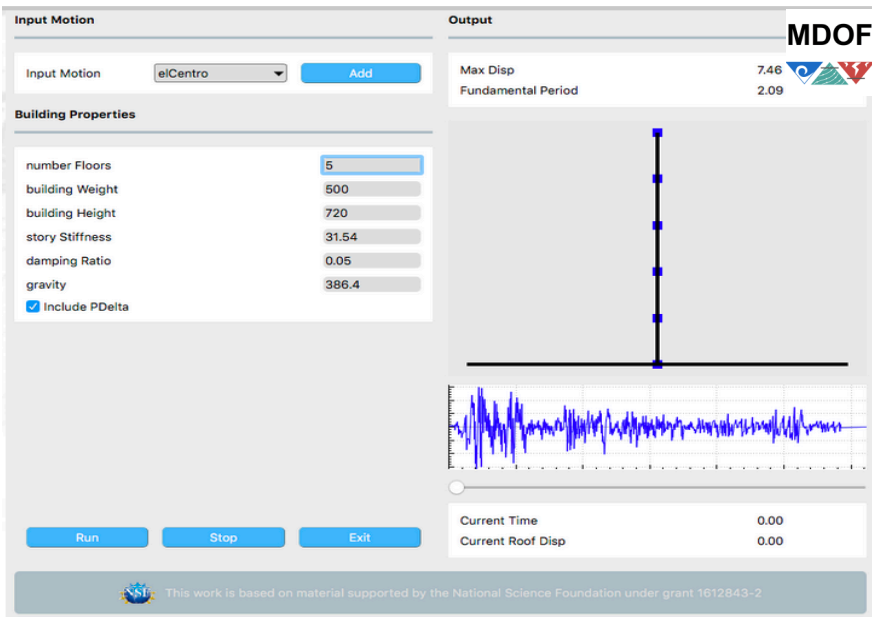 Input Motion
Input Motion elCentro Add
Building Properties
number Floors 5
building Weight 500
building Height 720
story Stiffness 31.54
damping Ratio 0.05
gravity 386.4
Include PDelta
Run Stop Exit
Output
MDOF
Max Disp 7.46
Fundamental Period 2.09
Current Time 0.00
Current Roof Disp 0.00
NSF This work is based on material supported by the National Science Foundation under grant 1612843-2